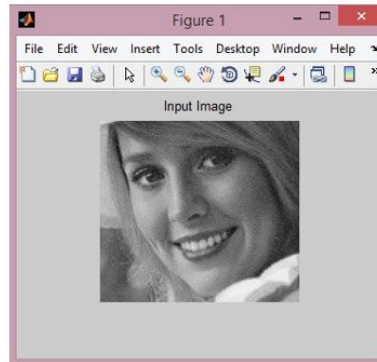 Figure 1
File Edit View Insert Tools Desktop Window Help
Input Image